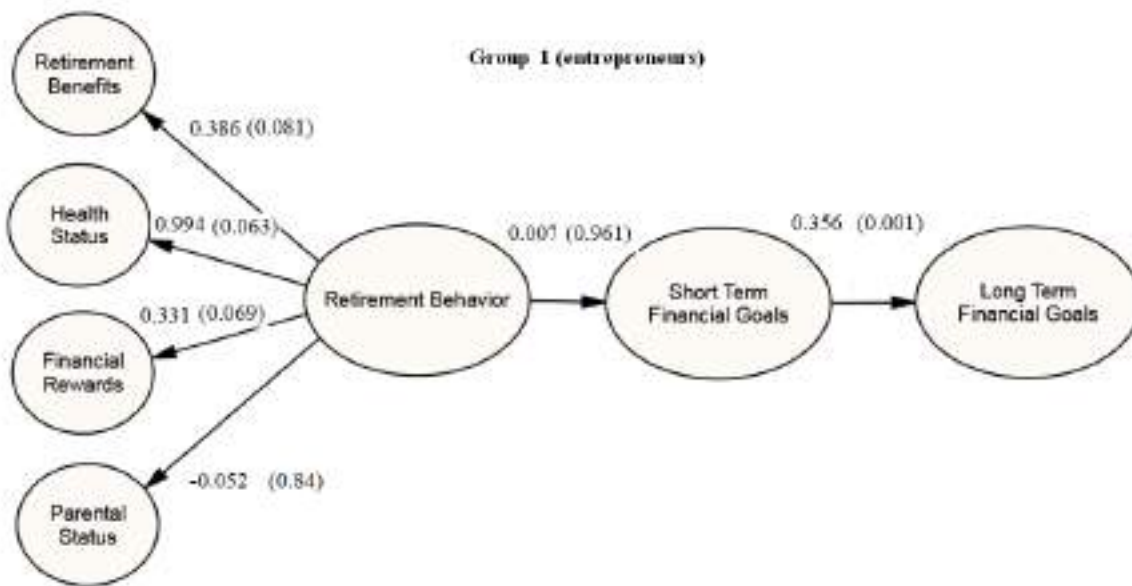 Group 1 (entrepreneurs)
Retirement
Benefits
0.386 (0.081)
Health
Status
0.994 (0.063)
Financial
Rewards
0.331 (0.069)
Parental
Status
-0.052 (0.84)
Retirement Behavior
0.007 (0.961)
Short Term
Financial Goals
0.356 (0.001)
Long Term
Financial Goals